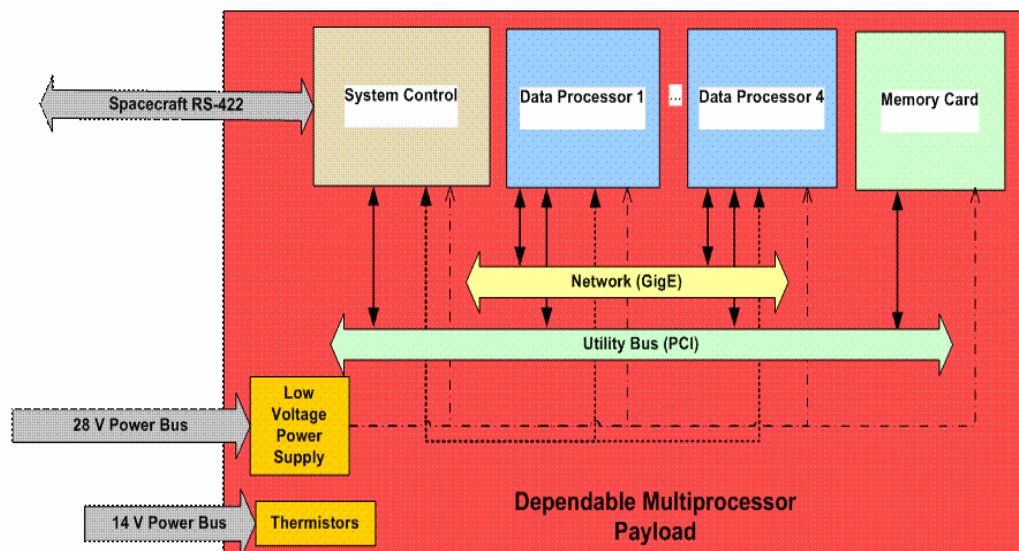 System Control
Data Processor 1
...
Data Processor 4
Memory Card
Spacecraft RS-422
Network (GigE)
Utility Bus (PCI)
28 V Power Bus
Low
Voltage
Power
Supply
14 V Power Bus
Thermistors
Dependable Multiprocessor
Payload